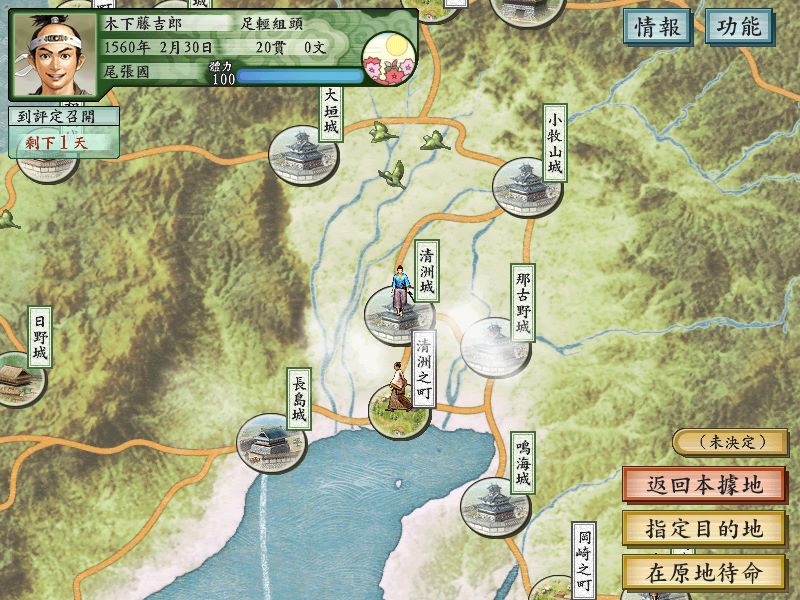 木下藤吉郎 足輕組頭
1560年 2月30日 20貫 0文
尾張國 體力 100
情報 功能
到評定召開
剩下1天
大垣城
小牧山城
清洲城
那古野城
日野城
清洲之町
長島城
鳴海城
岡崎之町
（未決定）
返回本據地
指定目的地
在原地待命